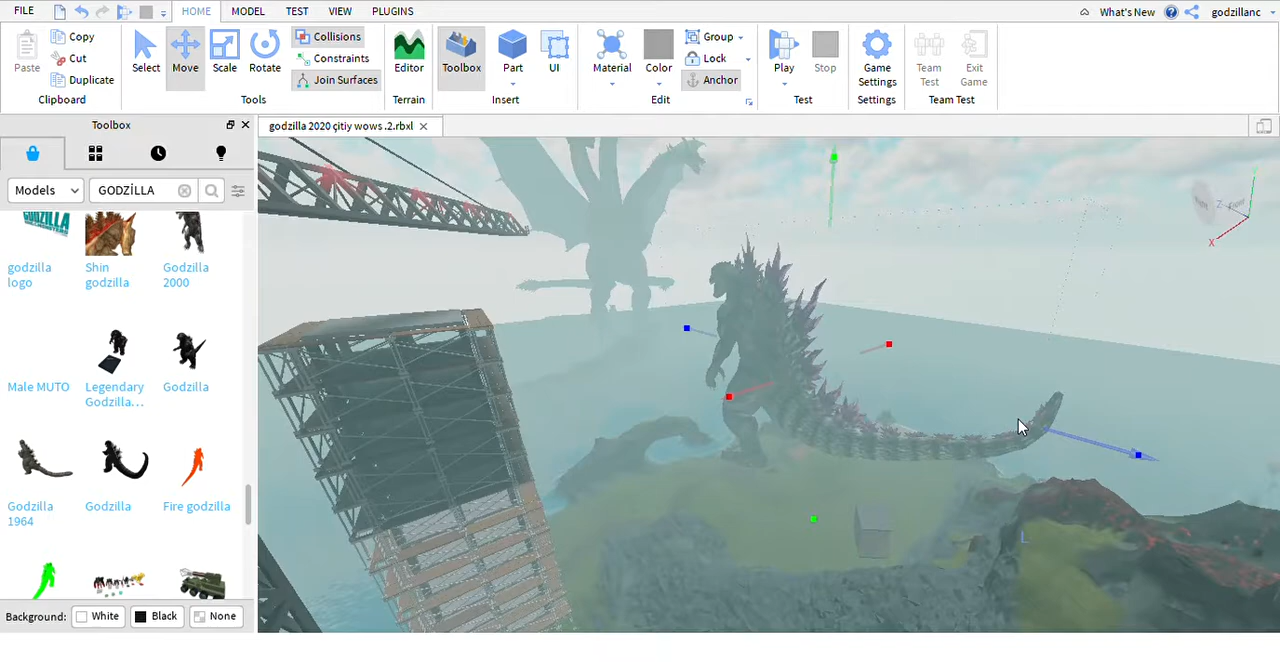 FILE HOME MODEL TEST VIEW PLUGINS What's New godzillanc
Paste Copy Cut Duplicate Clipboard
Select Move Scale Rotate Collisions Constraints Join Surfaces Tools
Editor Terrain
Toolbox Part UI Insert
Material Color Group Lock Anchor Edit
Play Stop Test
Game Settings Settings
Team Test Exit Game Team Test
Toolbox
godzilla 2020 çitiy wows .2.rbxl
Models GODZİLLA
GODZILLA
godzilla logo
Shin godzilla
Godzilla 2000
Male MUTO
Legendary Godzilla...
Godzilla
Godzilla 1964
Godzilla
Fire godzilla
Background: White Black None
Z Front
X
L